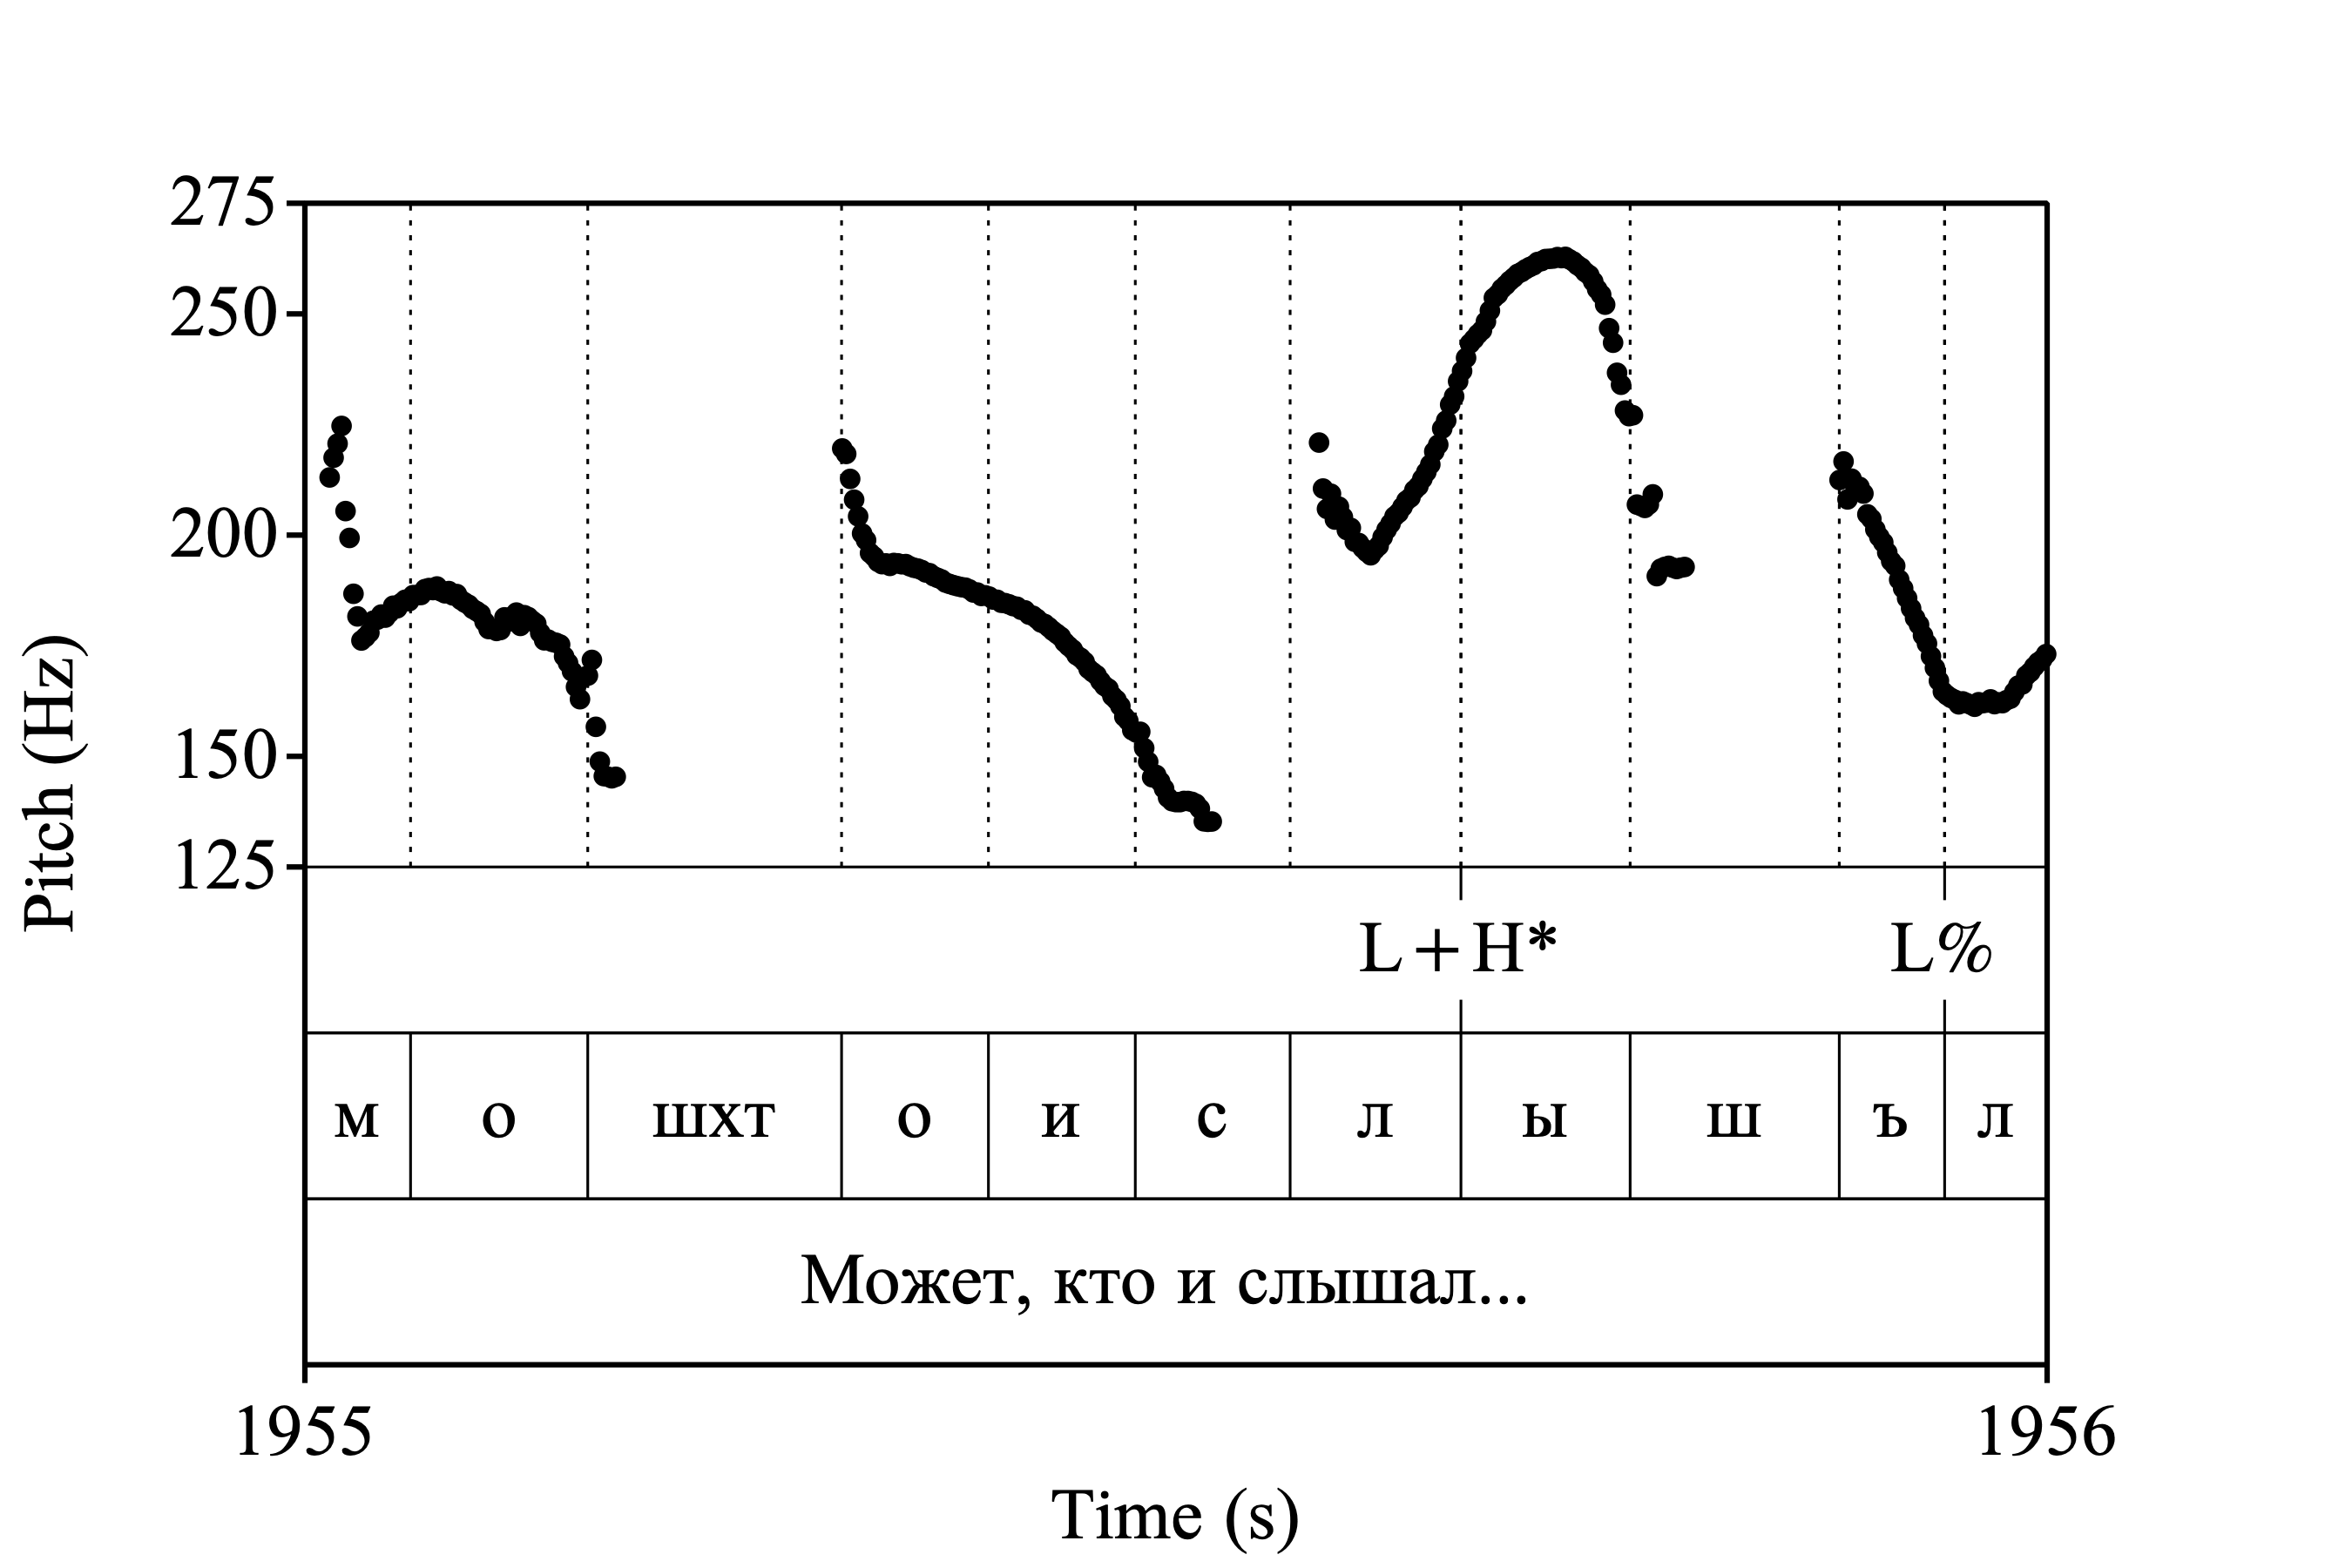 275
250
200
150
125
Pitch (Hz)
L + H* L%
м о шхт о и с л ы ш ъ л
Может, кто и слышал...
1955 1956
Time (s)